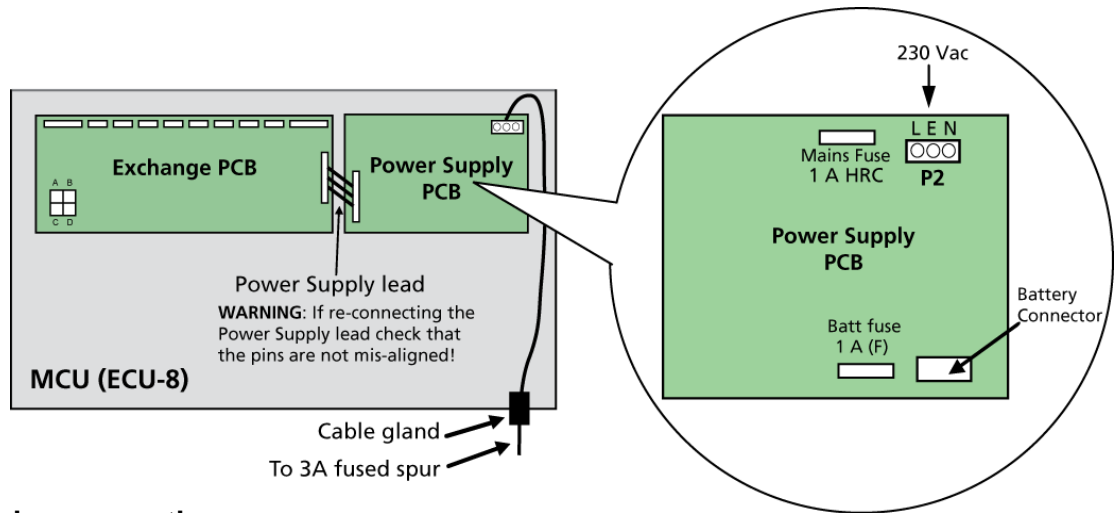 230 Vac
L E N
Mains Fuse
1 A HRC
P2
Exchange PCB
Power Supply
PCB
A B
C D
Power Supply
PCB
Power Supply lead
WARNING: If re-connecting the
Power Supply lead check that
the pins are not mis-aligned!
Battery
Connector
Batt fuse
1 A (F)
MCU (ECU-8)
Cable gland
To 3A fused spur